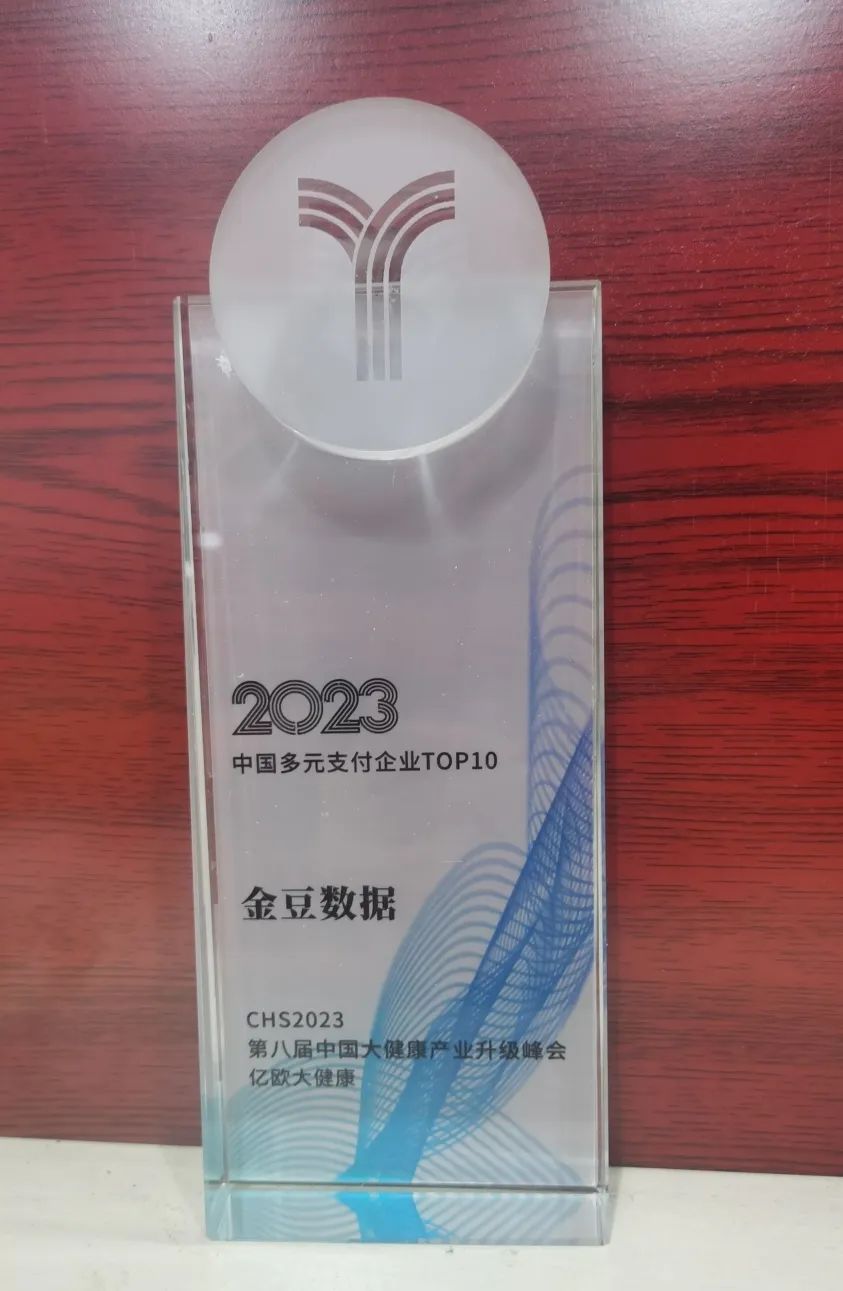 2023
中国多元支付企业TOP10
金豆数据
CHS2023
第八届中国大健康产业升级峰会
亿欧大健康